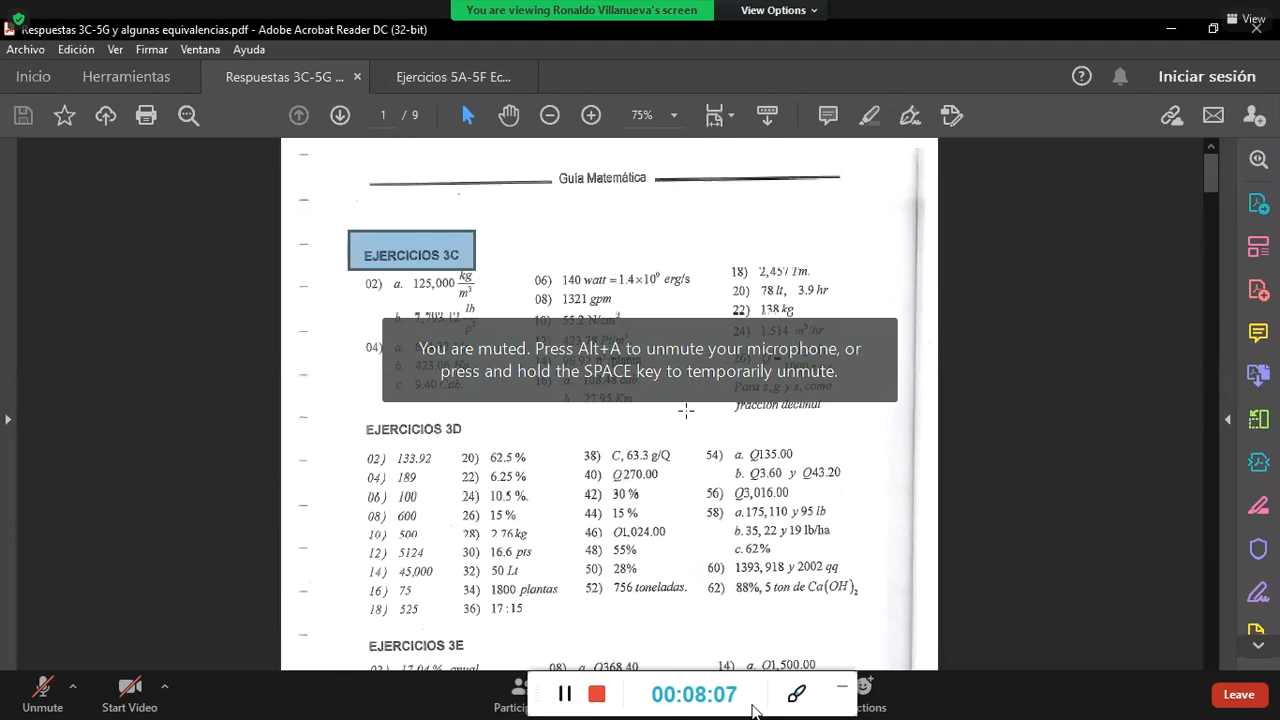 You are viewing Ronaldo Villanueva's screen
View Options
View
Respuestas 3C-5G y algunas equivalencias.pdf - Adobe Acrobat Reader DC (32-bit)
Archivo Edición Ver Firmar Ventana Ayuda
Inicio Herramientas Respuestas 3C-5G ... × Ejercicios 5A-5F Ec... Iniciar sesión
1 / 9 75%
Guía Matemática
EJERCICIOS 3C
02) a. 125,000 kg/m³
lb
04) a.
b. 423.06
c. 9.40 Cab.
06) 140 watt = 1.4×10⁹ erg/s
08) 1321 gpm
10) 55.2 N/cm²
16) a. 108.48 cab.
b. 27.95 Km
18) 2,457 Tm.
20) 78 lt, 3.9 hr
22) 138 kg
24) 1.514 m³/hr
Para z, g y s, como
fracción decimal
You are muted. Press Alt+A to unmute your microphone, or
press and hold the SPACE key to temporarily unmute.
EJERCICIOS 3D
02) 133.92
04) 189
06) 100
08) 600
10) 500
12) 5124
14) 45,000
16) 75
18) 525
20) 62.5 %
22) 6.25 %
24) 10.5 %.
26) 15 %
28) 2.76 kg
30) 16.6 pts
32) 50 Lt
34) 1800 plantas
36) 17 : 15
38) C, 63.3 g/Q
40) Q270.00
42) 30 %
44) 15 %
46) Q1,024.00
48) 55%
50) 28%
52) 756 toneladas.
54) a. Q135.00
b. Q3.60 y Q43.20
56) Q3,016.00
58) a. 175, 110 y 95 lb
b. 35, 22 y 19 lb/ha
c. 62%
60) 1393, 918 y 2002 qq
62) 88%, 5 ton de Ca(OH)₂
EJERCICIOS 3E
02) 17.04 % anual
08) a. Q368.40
14) a. Q1,500.00
Unmute Start Video
00:08:07
Leave